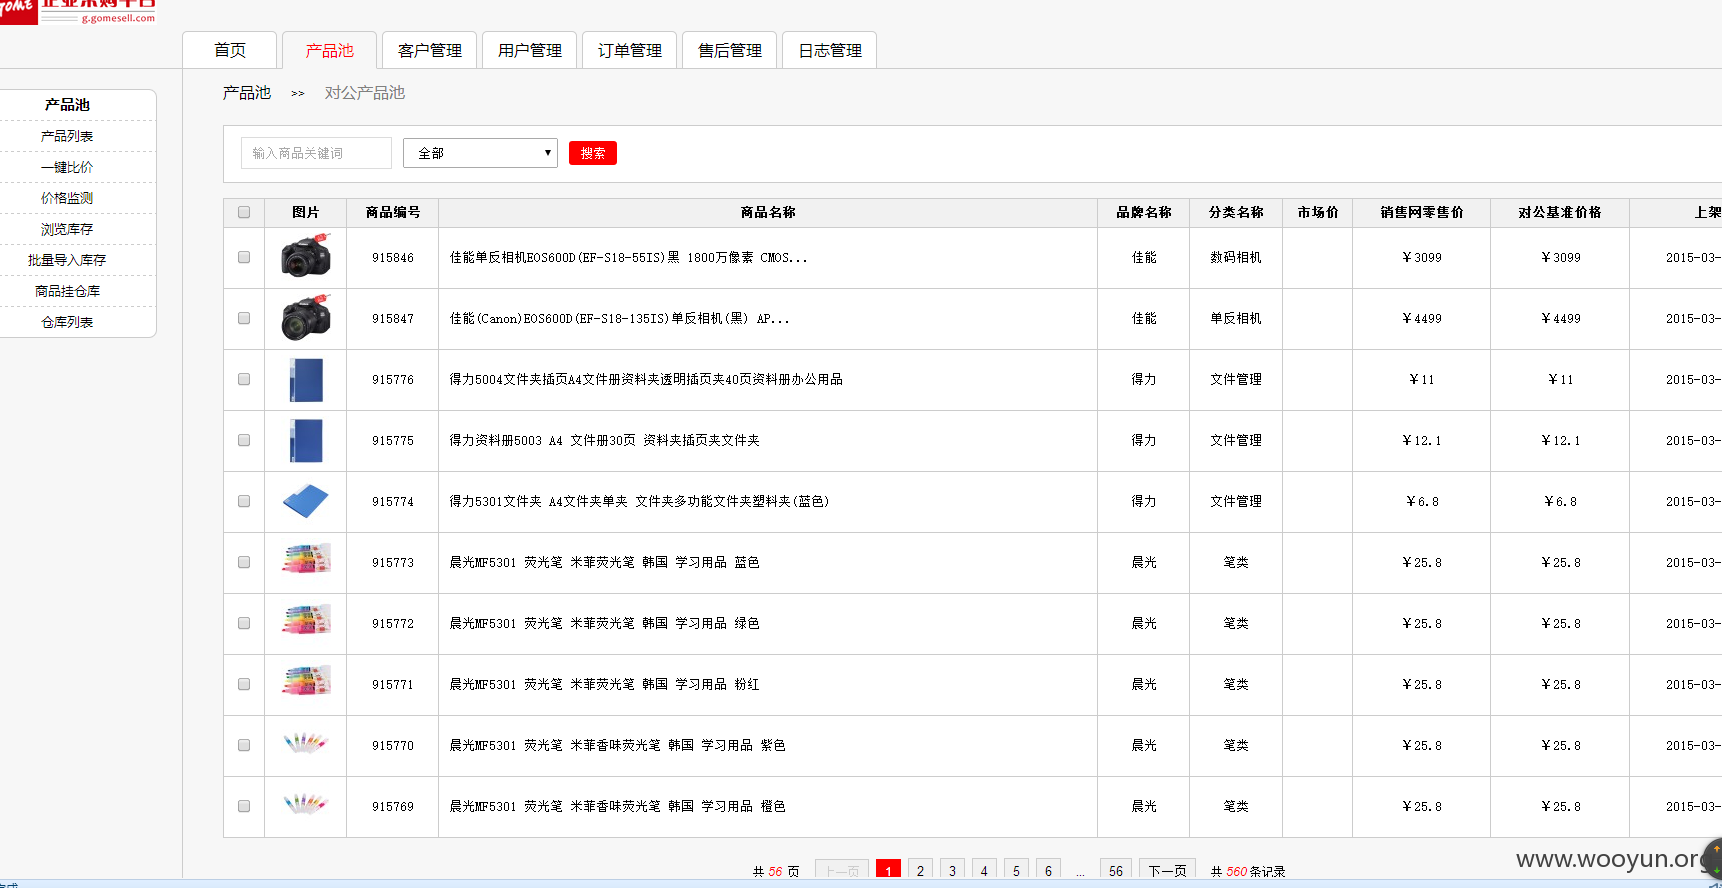 企业采购平台
g.gomesell.com
首页 产品池 客户管理 用户管理 订单管理 售后管理 日志管理
产品池 >> 对公产品池
产品池
产品列表
一键比价
价格监测
浏览库存
批量导入库存
商品挂仓库
仓库列表
输入商品关键词 全部 搜索
图片 商品编号 商品名称 品牌名称 分类名称 市场价 销售网零售价 对公基准价格 上架
915846 佳能单反相机EOS600D(EF-S18-55IS)黑 1800万像素 CMOS... 佳能 数码相机 ￥3099 ￥3099 2015-03-
915847 佳能(Canon)EOS600D(EF-S18-135IS)单反相机(黑) AP... 佳能 单反相机 ￥4499 ￥4499 2015-03-
915776 得力5004文件夹插页A4文件册资料夹透明插页夹40页资料册办公用品 得力 文件管理 ￥11 ￥11 2015-03-
915775 得力资料册5003 A4 文件册30页 资料夹插页夹文件夹 得力 文件管理 ￥12.1 ￥12.1 2015-03-
915774 得力5301文件夹 A4文件夹单夹 文件夹多功能文件夹塑料夹(蓝色) 得力 文件管理 ￥6.8 ￥6.8 2015-03-
915773 晨光MF5301 荧光笔 米菲荧光笔 韩国 学习用品 蓝色 晨光 笔类 ￥25.8 ￥25.8 2015-03-
915772 晨光MF5301 荧光笔 米菲荧光笔 韩国 学习用品 绿色 晨光 笔类 ￥25.8 ￥25.8 2015-03-
915771 晨光MF5301 荧光笔 米菲荧光笔 韩国 学习用品 粉红 晨光 笔类 ￥25.8 ￥25.8 2015-03-
915770 晨光MF5301 荧光笔 米菲香味荧光笔 韩国 学习用品 紫色 晨光 笔类 ￥25.8 ￥25.8 2015-03-
915769 晨光MF5301 荧光笔 米菲香味荧光笔 韩国 学习用品 橙色 晨光 笔类 ￥25.8 ￥25.8 2015-03-
共 56 页 上一页 1 2 3 4 5 6 ... 56 下一页 共 560 条记录
www.wooyun.org